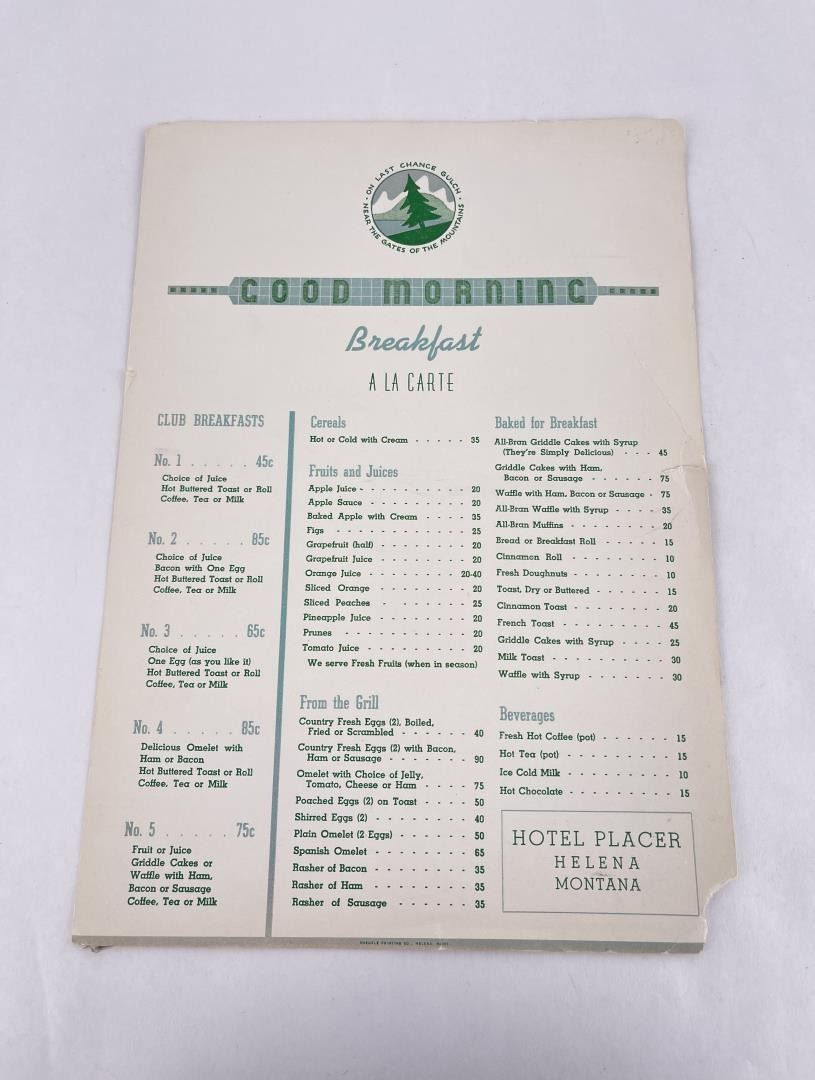 ON LAST CHANCE GULCH
NEAR THE GATES OF THE MOUNTAINS
GOOD MORNING
Breakfast
A LA CARTE
CLUB BREAKFASTS
No. 1 . . . . . 45c
Choice of Juice
Hot Buttered Toast or Roll
Coffee, Tea or Milk
No. 2 . . . . . 85c
Choice of Juice
Bacon with One Egg
Hot Buttered Toast or Roll
Coffee, Tea or Milk
No. 3 . . . . . 65c
Choice of Juice
One Egg (as you like it)
Hot Buttered Toast or Roll
Coffee, Tea or Milk
No. 4 . . . . . 85c
Delicious Omelet with
Ham or Bacon
Hot Buttered Toast or Roll
Coffee, Tea or Milk
No. 5 . . . . . 75c
Fruit or Juice
Griddle Cakes or
Waffle with Ham,
Bacon or Sausage
Coffee, Tea or Milk
Cereals
Hot or Cold with Cream - - - - - 35
Fruits and Juices
Apple Juice - - - - - - - - - - 20
Apple Sauce - - - - - - - - - 20
Baked Apple with Cream - - - - 35
Figs - - - - - - - - - - - - 25
Grapefruit (half) - - - - - - - - 20
Grapefruit Juice - - - - - - - - 20
Orange Juice - - - - - - - - 20-40
Sliced Orange - - - - - - - - 20
Sliced Peaches - - - - - - - - 25
Pineapple Juice - - - - - - - - 20
Prunes - - - - - - - - - - - 20
Tomato Juice - - - - - - - - - 20
We serve Fresh Fruits (when in season)
From the Grill
Country Fresh Eggs (2), Boiled,
Fried or Scrambled - - - - - - 40
Country Fresh Eggs (2) with Bacon,
Ham or Sausage - - - - - - - 90
Omelet with Choice of Jelly,
Tomato, Cheese or Ham - - - - 75
Poached Eggs (2) on Toast - - - - 50
Shirred Eggs (2) - - - - - - - - 40
Plain Omelet (2 Eggs) - - - - - - 50
Spanish Omelet - - - - - - - - 65
Rasher of Bacon - - - - - - - - 35
Rasher of Ham - - - - - - - - 35
Rasher of Sausage - - - - - - 35
Baked for Breakfast
All-Bran Griddle Cakes with Syrup
(They're Simply Delicious) - - - 45
Griddle Cakes with Ham,
Bacon or Sausage - - - - - - 75
Waffle with Ham, Bacon or Sausage - 75
All-Bran Waffle with Syrup - - - - 35
All-Bran Muffins - - - - - - - - 20
Bread or Breakfast Roll - - - - - 15
Cinnamon Roll - - - - - - - - 10
Fresh Doughnuts - - - - - - - - 10
Toast, Dry or Buttered - - - - - - 15
Cinnamon Toast - - - - - - - - 20
French Toast - - - - - - - - - 45
Griddle Cakes with Syrup - - - - 25
Milk Toast - - - - - - - - - - 30
Waffle with Syrup - - - - - - - 30
Beverages
Fresh Hot Coffee (pot) - - - - - 15
Hot Tea (pot) - - - - - - - - - 15
Ice Cold Milk - - - - - - - - - 10
Hot Chocolate - - - - - - - - - 15
HOTEL PLACER
HELENA
MONTANA
PRINTING CO., HELENA, MONT.